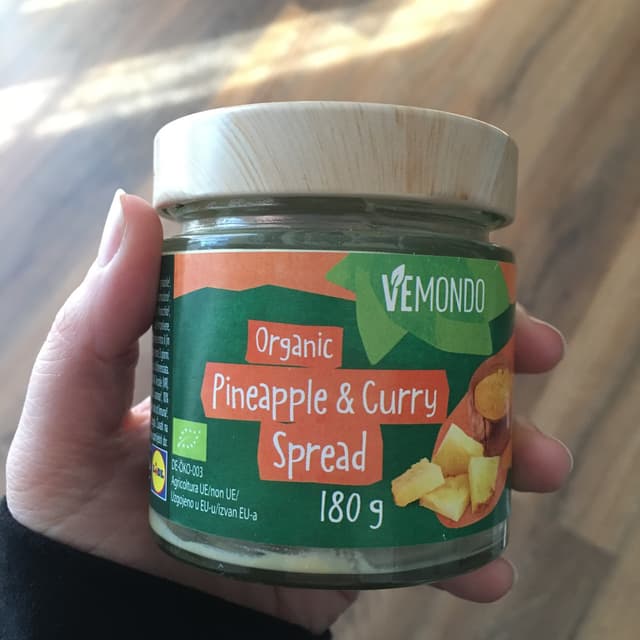 VEMONDO
Organic
Pineapple & Curry
Spread
180 g
DE-ÖKO-003
Agricoltura UE/non UE/
Uzgojeno u EU-u/izvan EU-a